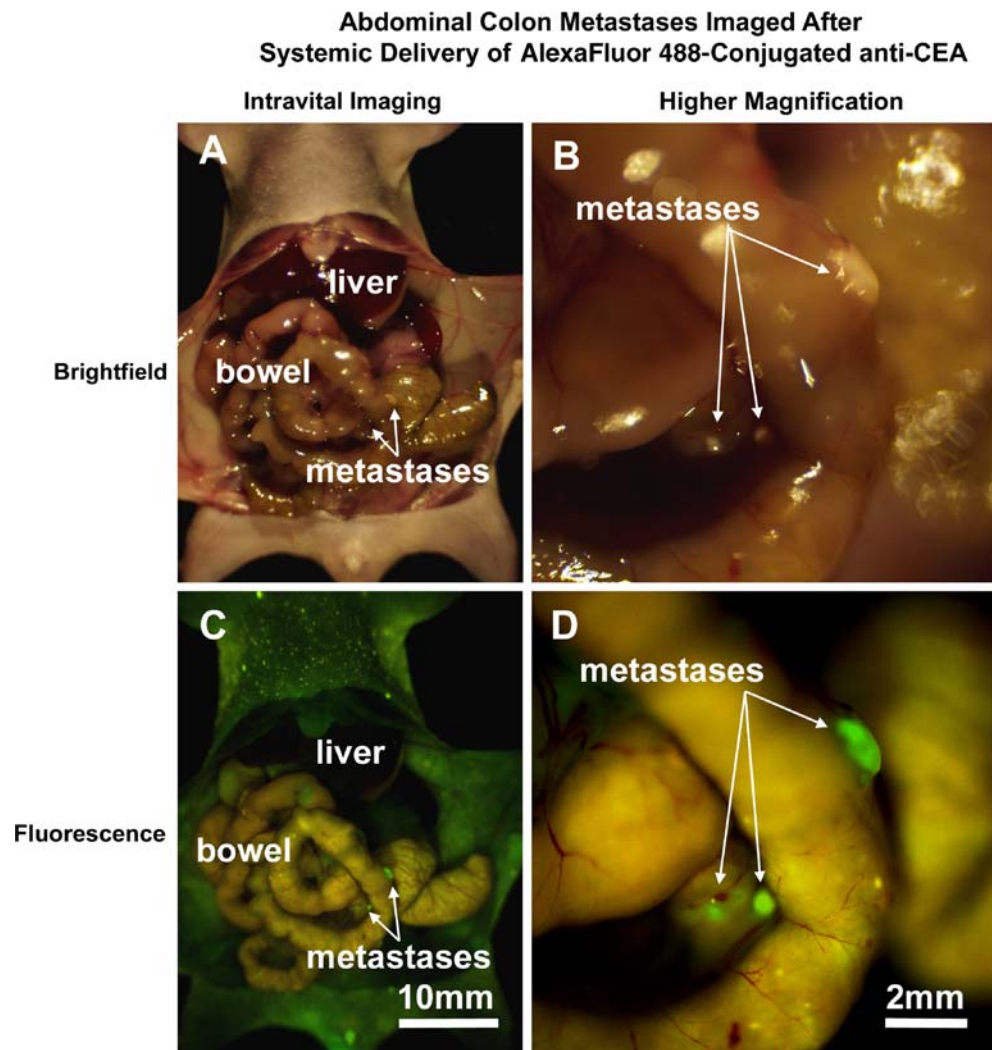 Abdominal Colon Metastases Imaged After
Systemic Delivery of AlexaFluor 488-Conjugated anti-CEA
Intravital Imaging
Higher Magnification
Brightfield
A
liver
bowel
metastases
B
metastases
Fluorescence
C
liver
bowel
metastases
10mm
D
metastases
2mm